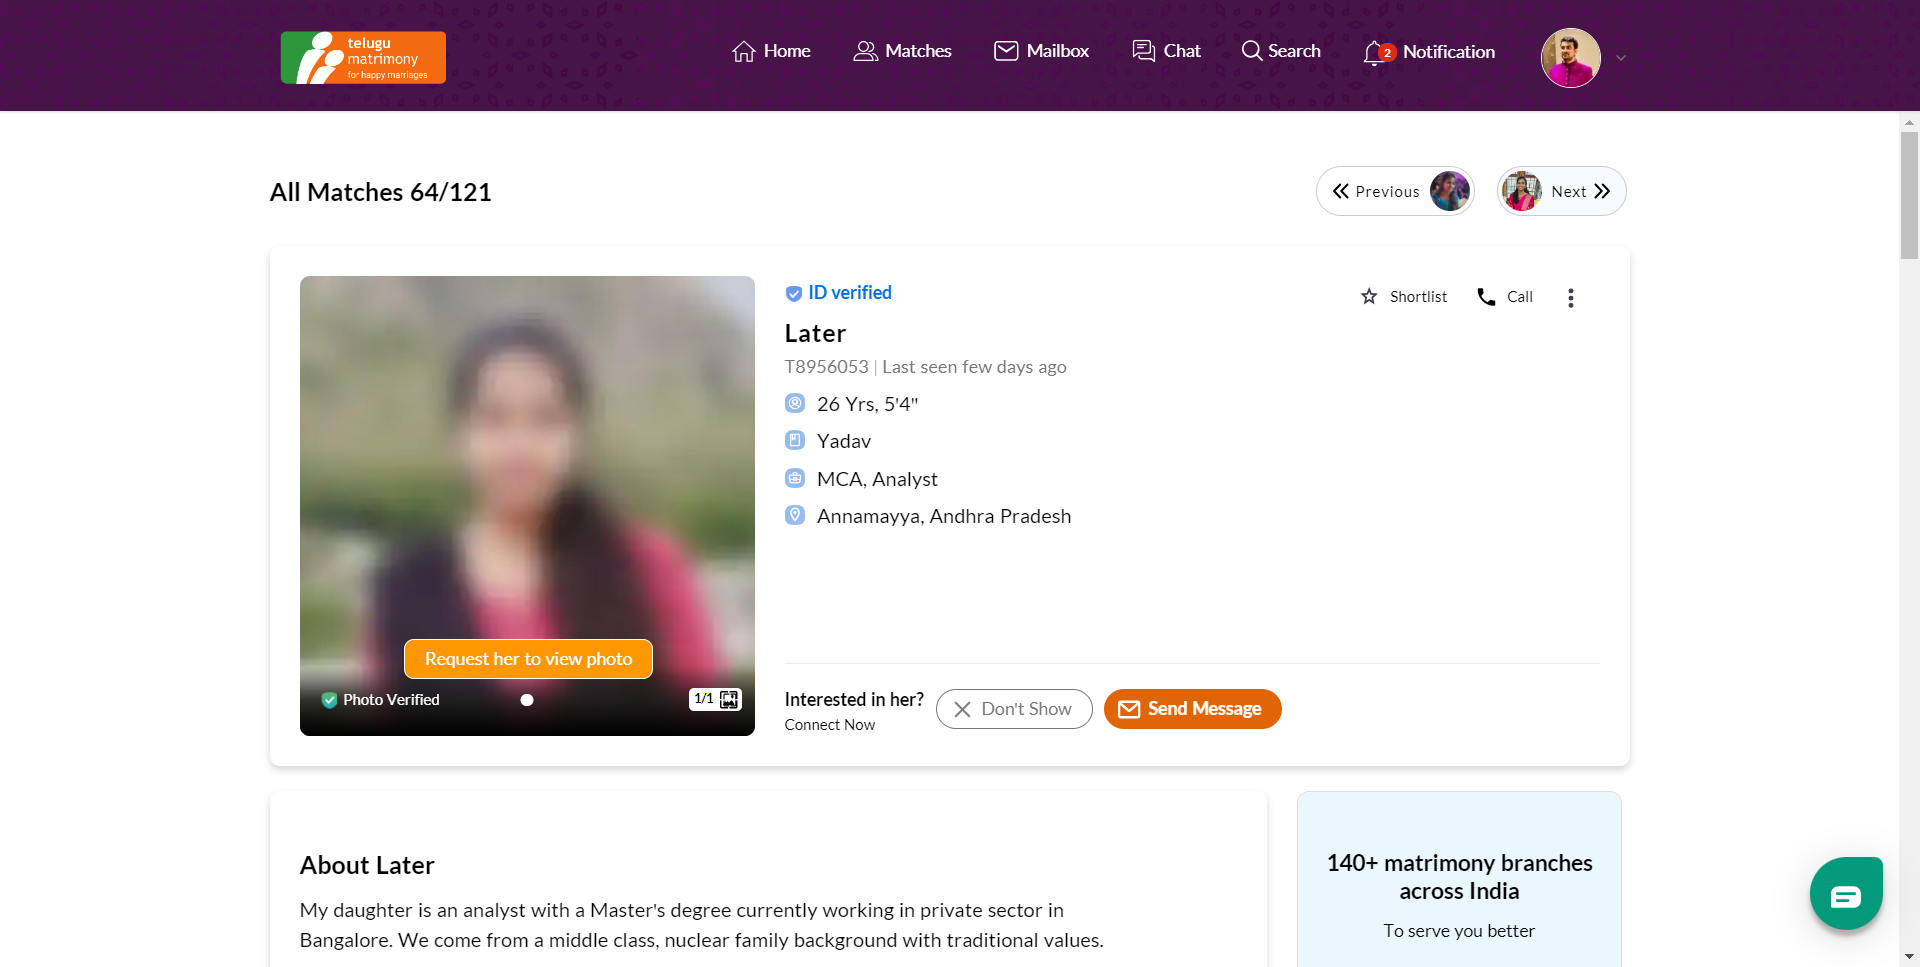 telugu
matrimony
for happy marriages
Home
Matches
Mailbox
Chat
Search
2
Notification
All Matches 64/121
Previous
Next
ID verified
Shortlist
Call
Later
T8956053 | Last seen few days ago
26 Yrs, 5'4"
Yadav
MCA, Analyst
Annamayya, Andhra Pradesh
Request her to view photo
Photo Verified
1/1
Interested in her?
Connect Now
Don't Show
Send Message
About Later
My daughter is an analyst with a Master's degree currently working in private sector in
Bangalore. We come from a middle class, nuclear family background with traditional values.
140+ matrimony branches
across India
To serve you better